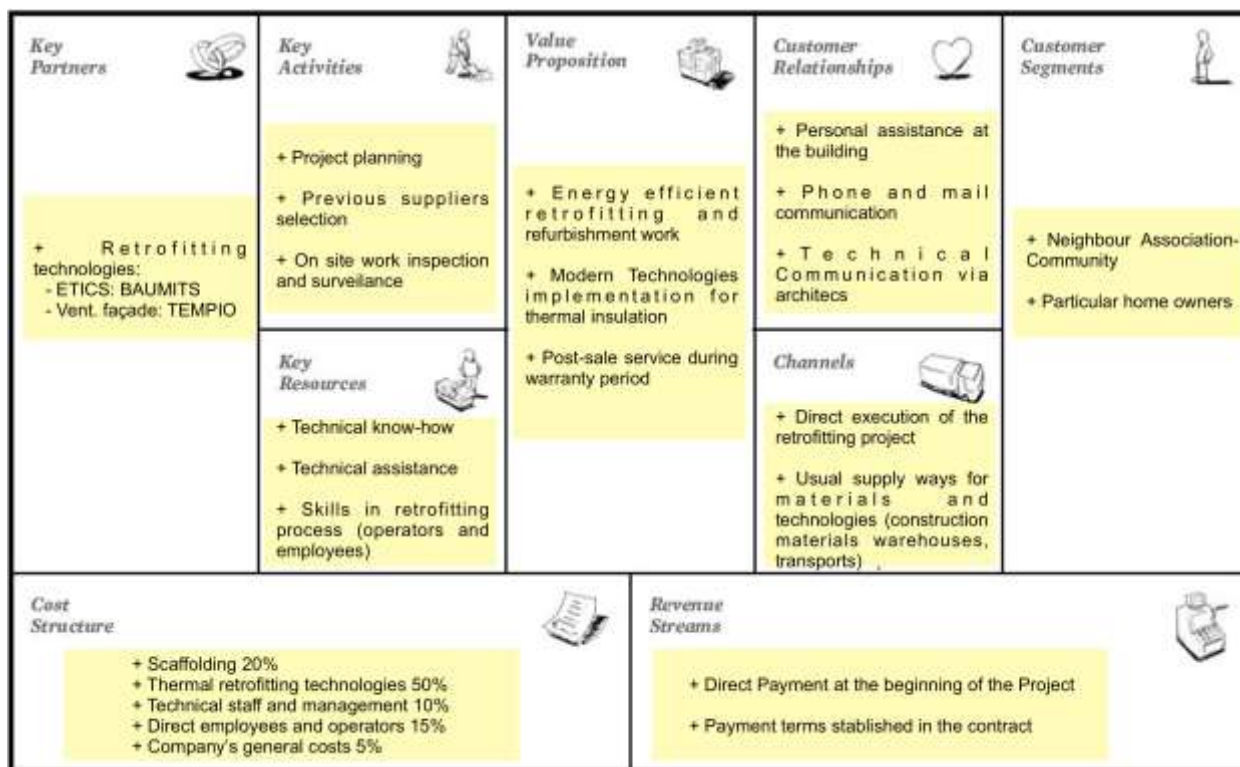 Key
Partners
+ Retrofitting
technologies:
- ETICS: BAUMITS
- Vent. façade: TEMPIO
Key
Activities
+ Project planning
+ Previous suppliers
selection
+ On site work inspection
and surveilance
Key
Resources
+ Technical know-how
+ Technical assistance
+ Skills in retrofitting
process (operators and
employees)
Value
Proposition
+ Energy efficient
retrofitting and
refurbishment work
+ Modern Technologies
implementation for
thermal insulation
+ Post-sale service during
warranty period
Customer
Relationships
+ Personal assistance at
the building
+ Phone and mail
communication
+ Technical
Communication via
architecs
Channels
+ Direct execution of the
retrofitting project
+ Usual supply ways for
materials and
technologies (construction
materials warehouses,
transports) ,
Customer
Segments
+ Neighbour Association-
Community
+ Particular home owners
Cost
Structure
+ Scaffolding 20%
+ Thermal retrofitting technologies 50%
+ Technical staff and management 10%
+ Direct employees and operators 15%
+ Company's general costs 5%
Revenue
Streams
+ Direct Payment at the beginning of the Project
+ Payment terms stablished in the contract